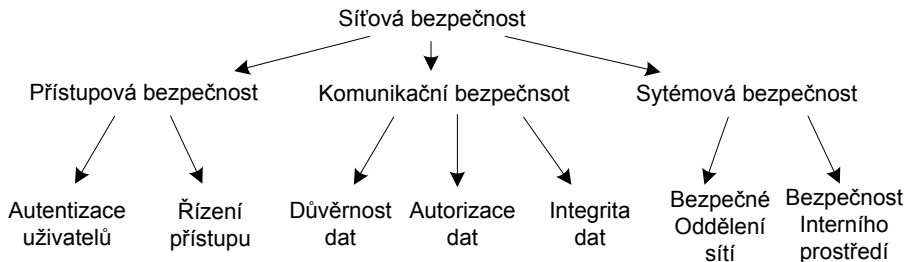 Síťová bezpečnost
Přístupová bezpečnost
Komunikační bezpečnsot
Sytémová bezpečnost
Autentizace
uživatelů
Řízení
přístupu
Důvěrnost
dat
Autorizace
dat
Integrita
dat
Bezpečné
Oddělení
sítí
Bezpečnost
Interního
prostředí